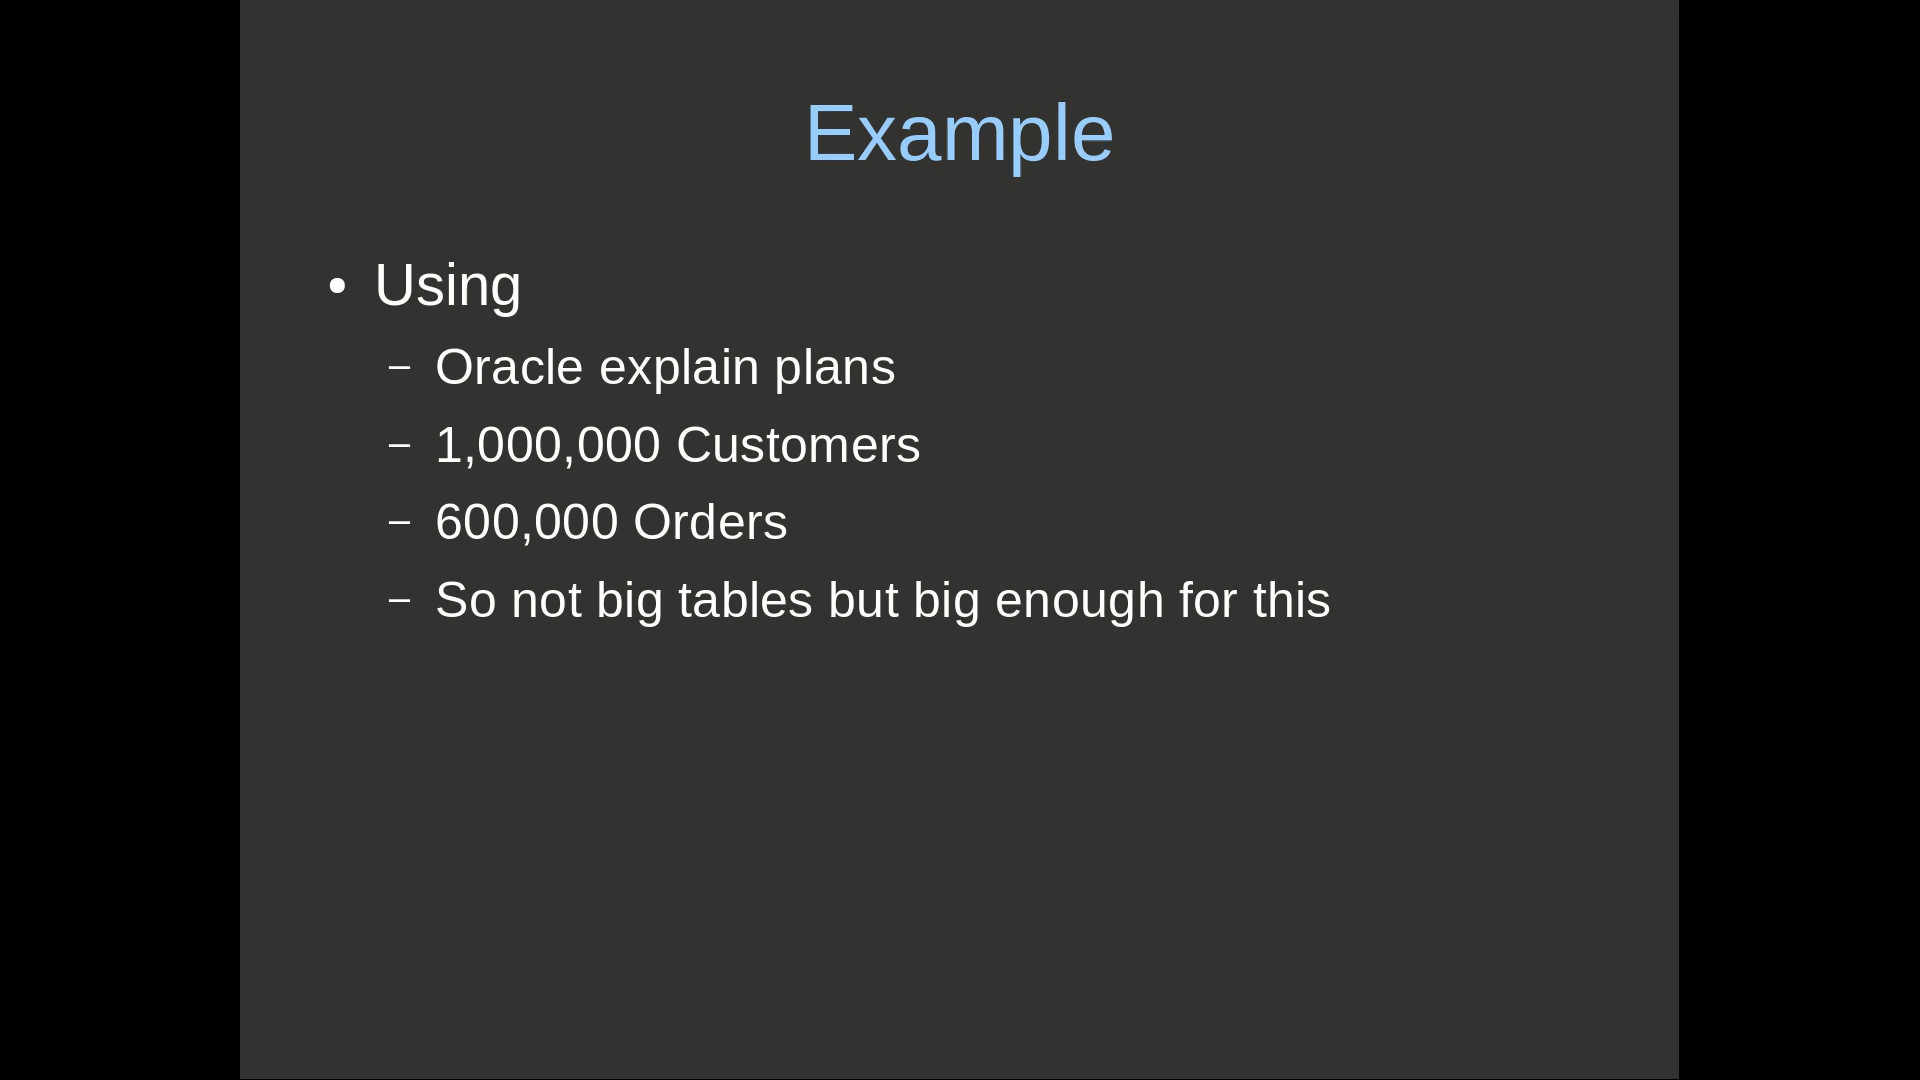 Example
• Using
– Oracle explain plans
– 1,000,000 Customers
– 600,000 Orders
– So not big tables but big enough for this